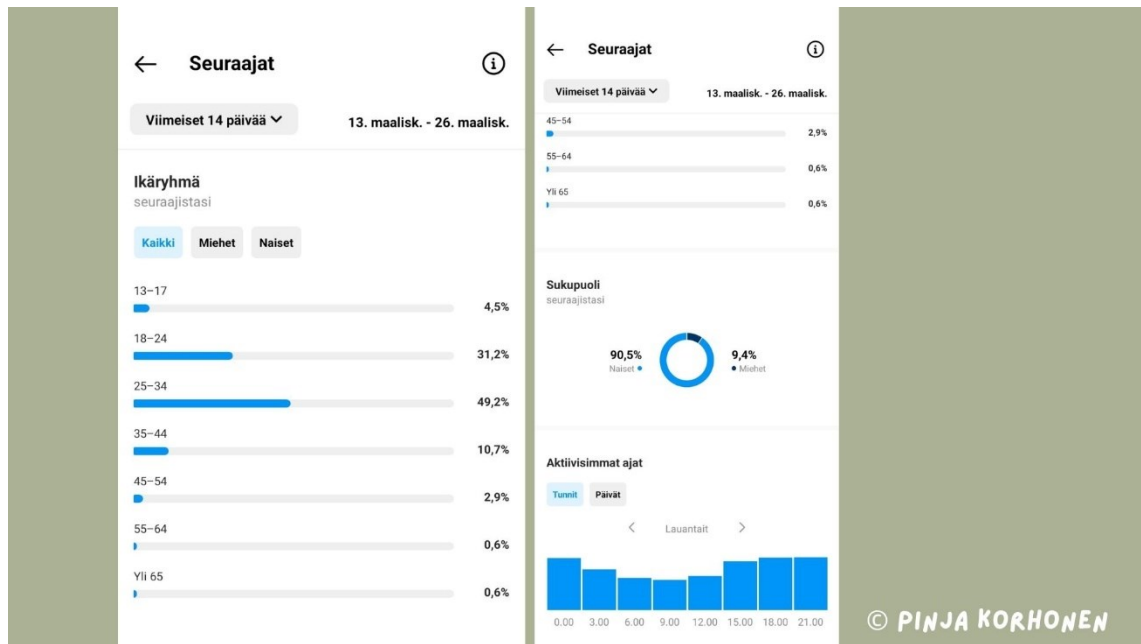 ← Seuraajat
Viimeiset 14 päivää
13. maalisk. - 26. maalisk.
Ikäryhmä
seuraajistasi
Kaikki Miehet Naiset
13–17
4,5%
18–24
31,2%
25–34
49,2%
35–44
10,7%
45–54
2,9%
55–64
0,6%
Yli 65
0,6%
← Seuraajat
Viimeiset 14 päivää
13. maalisk. - 26. maalisk.
45–54
2,9%
55–64
0,6%
Yli 65
0,6%
Sukupuoli
seuraajistasi
90,5%
Naiset
9,4%
Miehet
Aktiivisimmat ajat
Tunnit Päivät
< Lauantait >
0.00 3.00 6.00 9.00 12.00 15.00 18.00 21.00
© PINJA KORHONEN